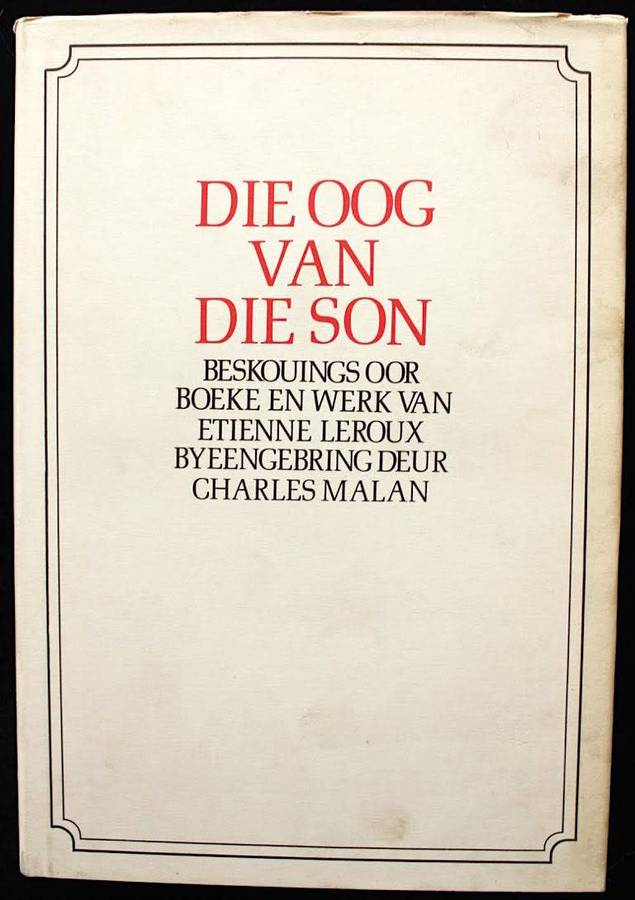 DIE OOG
VAN
DIE SON
BESKOUINGS OOR
BOEKE EN WERK VAN
ETIENNE LEROUX
BYEENGEBRING DEUR
CHARLES MALAN